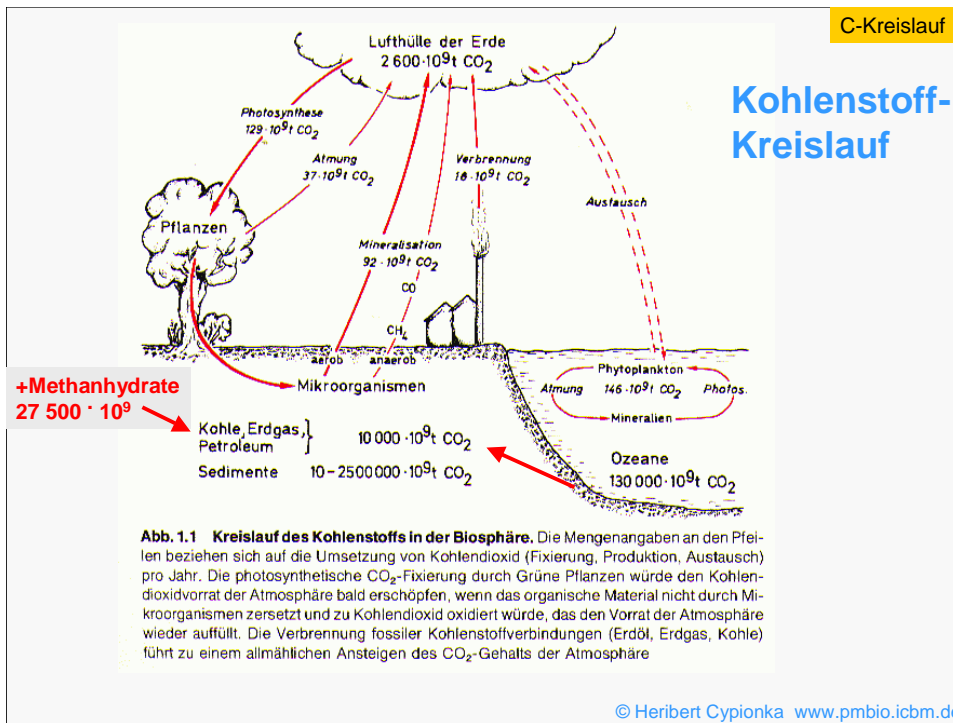 C-Kreislauf
Kohlenstoff-
Kreislauf
Lufthülle der Erde
2 600·10⁹t CO₂
Photosynthese
129·10⁹t CO₂
Atmung
37·10⁹t CO₂
Verbrennung
18·10⁹t CO₂
Austausch
Pflanzen
Mineralisation
92·10⁹t CO₂
CO
CH₄
aerob anaerob
Mikroorganismen
+Methanhydrate
27 500 · 10⁹
Kohle, Erdgas,
Petroleum
10 000·10⁹t CO₂
Sedimente 10–2500000·10⁹t CO₂
Phytoplankton
Atmung 146·10⁹t CO₂ Photos.
Mineralien
Ozeane
130 000·10⁹t CO₂
Abb. 1.1 Kreislauf des Kohlenstoffs in der Biosphäre. Die Mengenangaben an den Pfei-
len beziehen sich auf die Umsetzung von Kohlendioxid (Fixierung, Produktion, Austausch)
pro Jahr. Die photosynthetische CO₂-Fixierung durch Grüne Pflanzen würde den Kohlen-
dioxidvorrat der Atmosphäre bald erschöpfen, wenn das organische Material nicht durch Mi-
kroorganismen zersetzt und zu Kohlendioxid oxidiert würde, das den Vorrat der Atmosphäre
wieder auffüllt. Die Verbrennung fossiler Kohlenstoffverbindungen (Erdöl, Erdgas, Kohle)
führt zu einem allmählichen Ansteigen des CO₂-Gehalts der Atmosphäre
© Heribert Cypionka www.pmbio.icbm.de